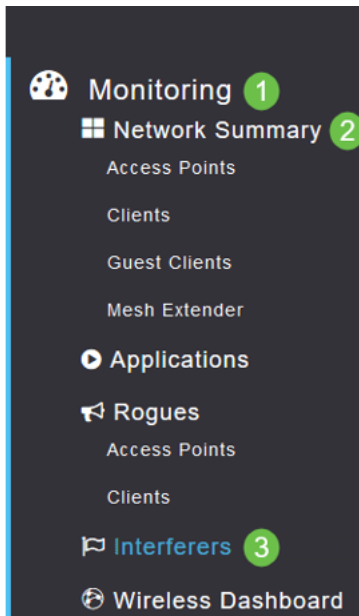 Monitoring 1
Network Summary 2
Access Points
Clients
Guest Clients
Mesh Extender
Applications
Rogues
Access Points
Clients
Interferers 3
Wireless Dashboard